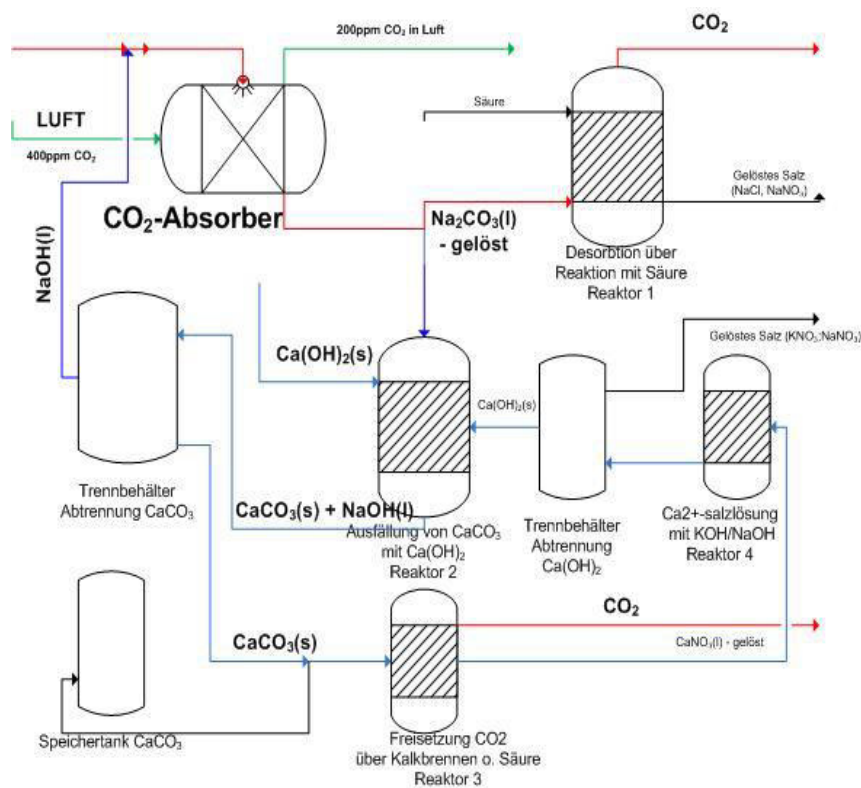 200ppm CO₂ in Luft
CO₂
LUFT
400ppm CO₂
Säure
Gelöstes Salz
(NaCl, NaNO₃)
CO₂-Absorber
Na₂CO₃(l)
- gelöst
Desorbtion über
Reaktion mit Säure
Reaktor 1
NaOH(l)
Ca(OH)₂(s)
Gelöstes Salz (KNO₃;NaNO₃)
Ca(OH)₂(s)
Trennbehälter
Abtrennung CaCO₃
CaCO₃(s) + NaOH(l)
Ausfällung von CaCO₃
mit Ca(OH)₂
Reaktor 2
Trennbehälter
Abtrennung
Ca(OH)₂
Ca2+-salzlösung
mit KOH/NaOH
Reaktor 4
CO₂
CaCO₃(s)
CaNO₃(l) - gelöst
Speichertank CaCO₃
Freisetzung CO2
über Kalkbrennen o. Säure
Reaktor 3